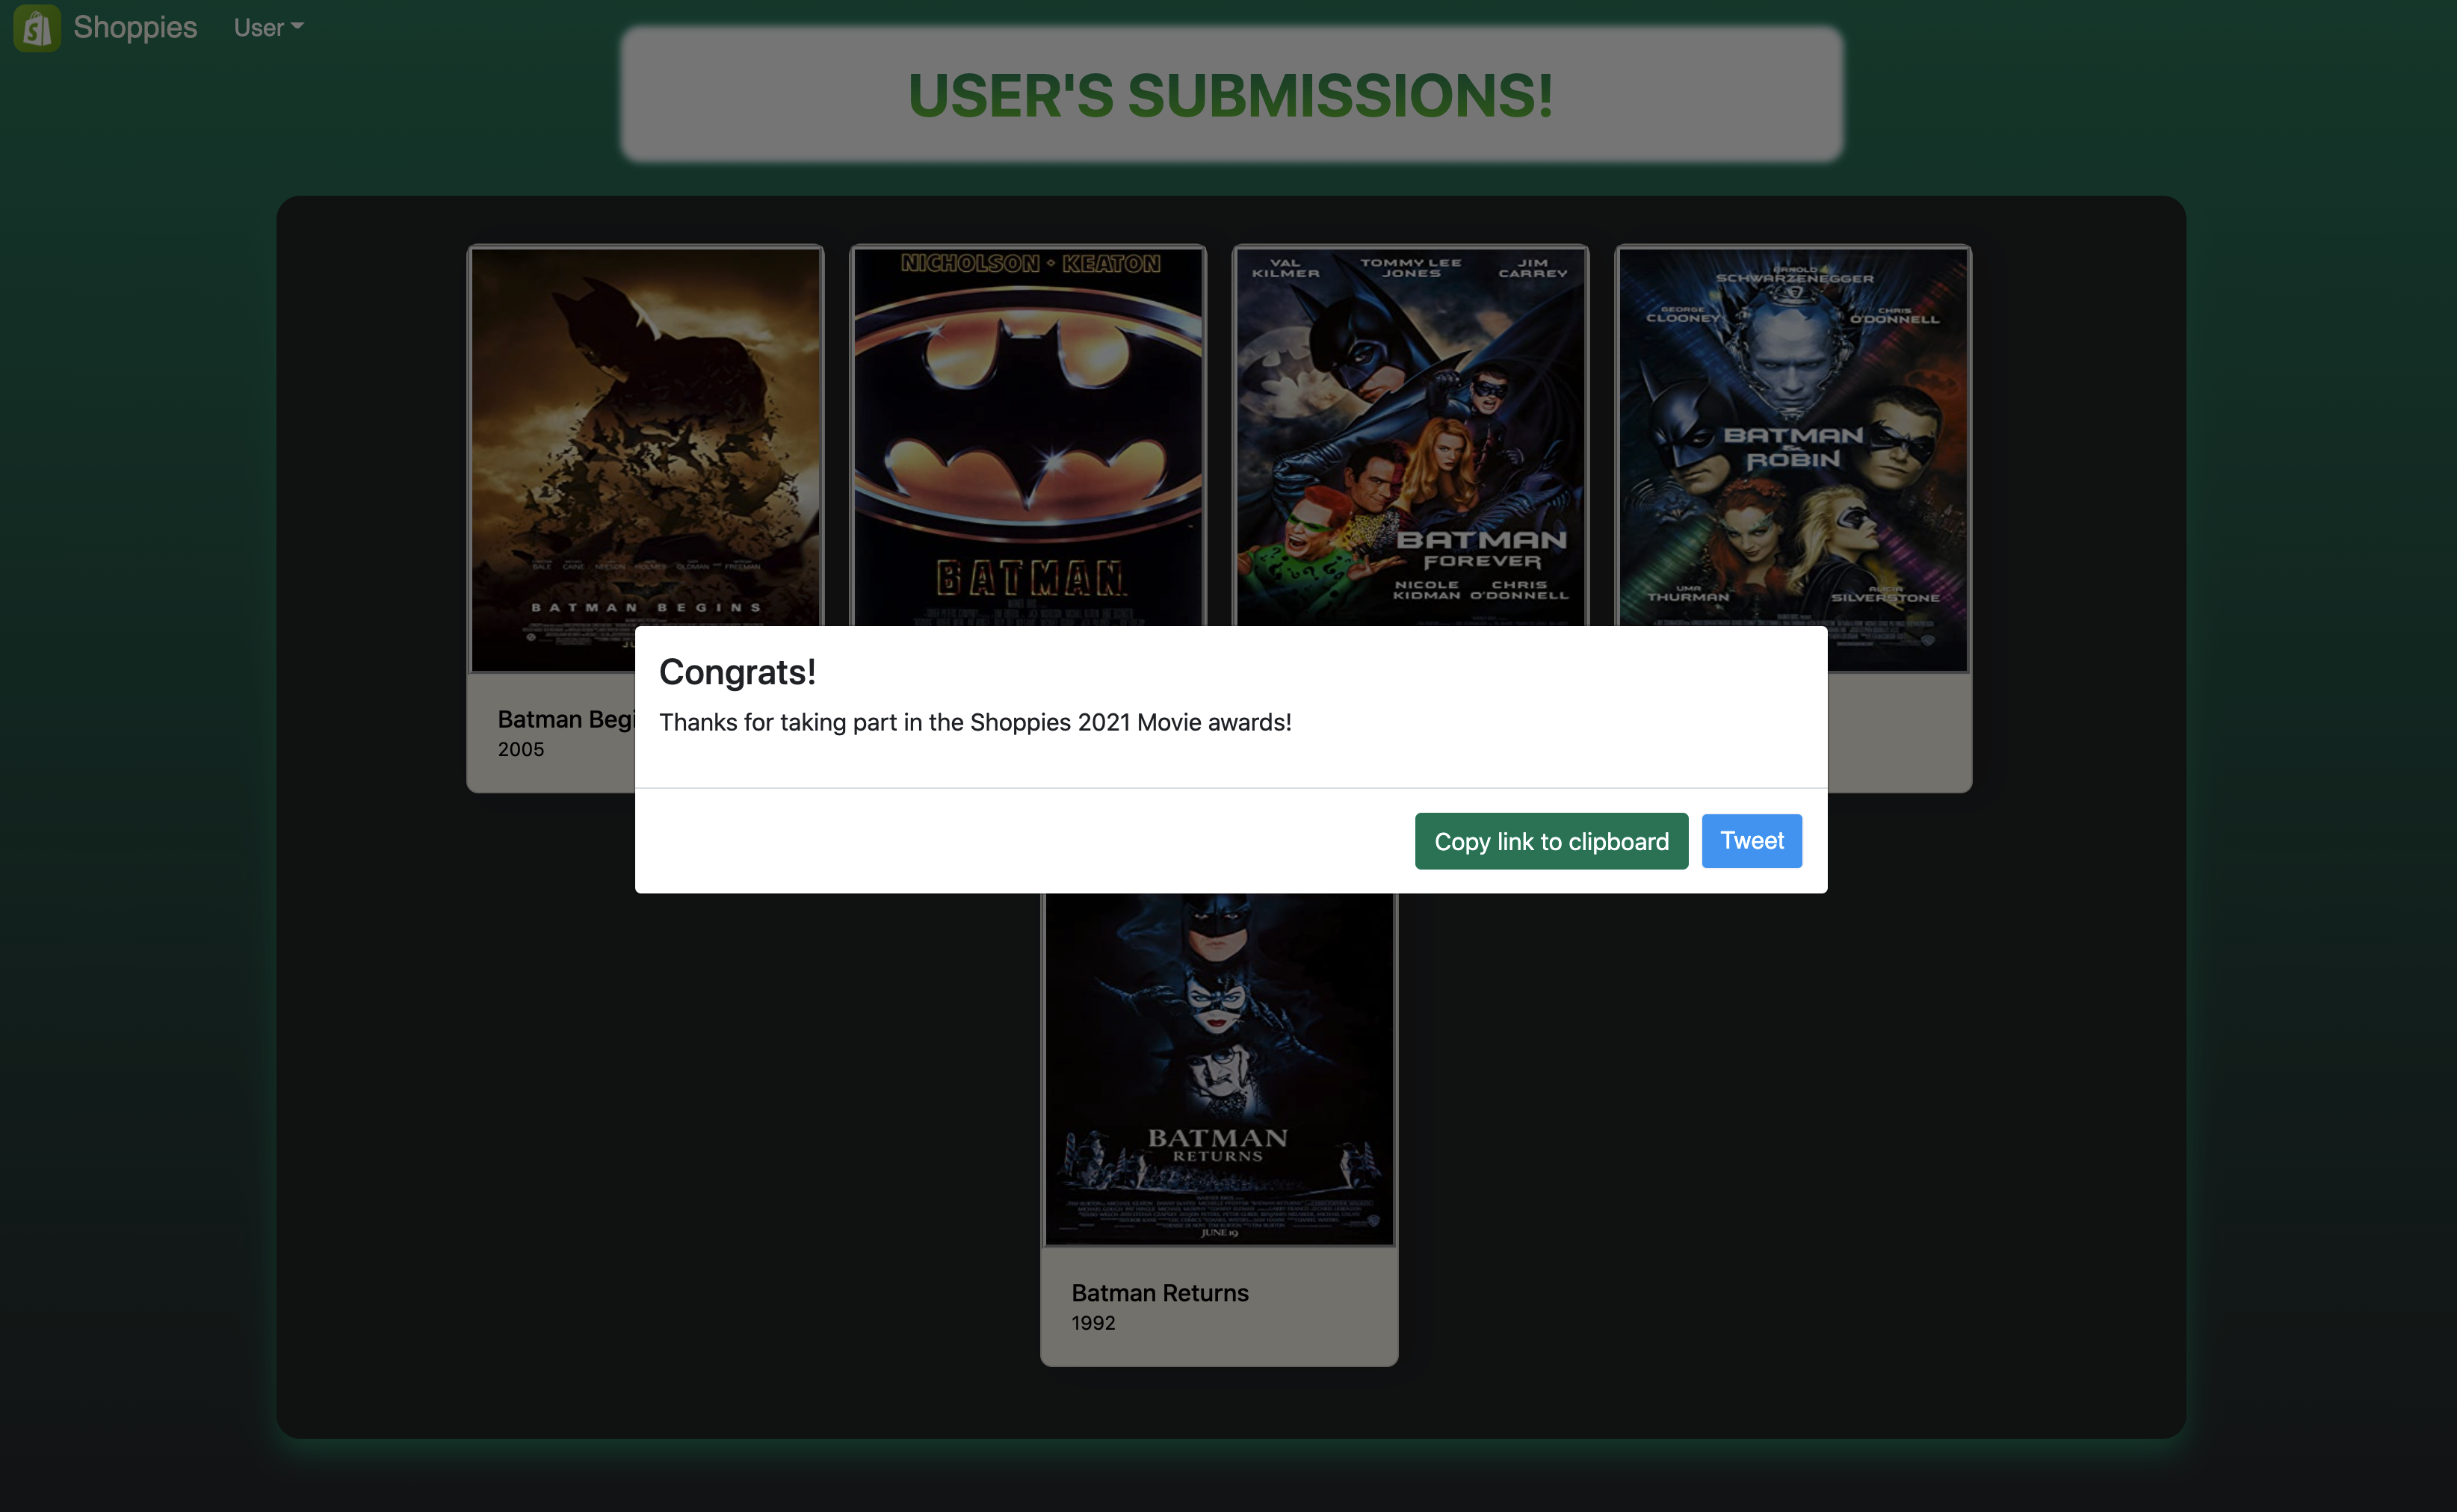 Shoppies
User
USER'S SUBMISSIONS!
BATMAN BEGINS
NICHOLSON • KEATON
BATMAN
VAL KILMER
TOMMY LEE JONES
JIM CARREY
BATMAN
FOREVER
NICOLE KIDMAN
CHRIS O'DONNELL
ARNOLD
SCHWARZENEGGER
GEORGE CLOONEY
CHRIS O'DONNELL
BATMAN
&
ROBIN
UMA THURMAN
ALICIA SILVERSTONE
Batman Begi
2005
Congrats!
Thanks for taking part in the Shoppies 2021 Movie awards!
Copy link to clipboard
Tweet
BATMAN
RETURNS
JUNE 19
Batman Returns
1992